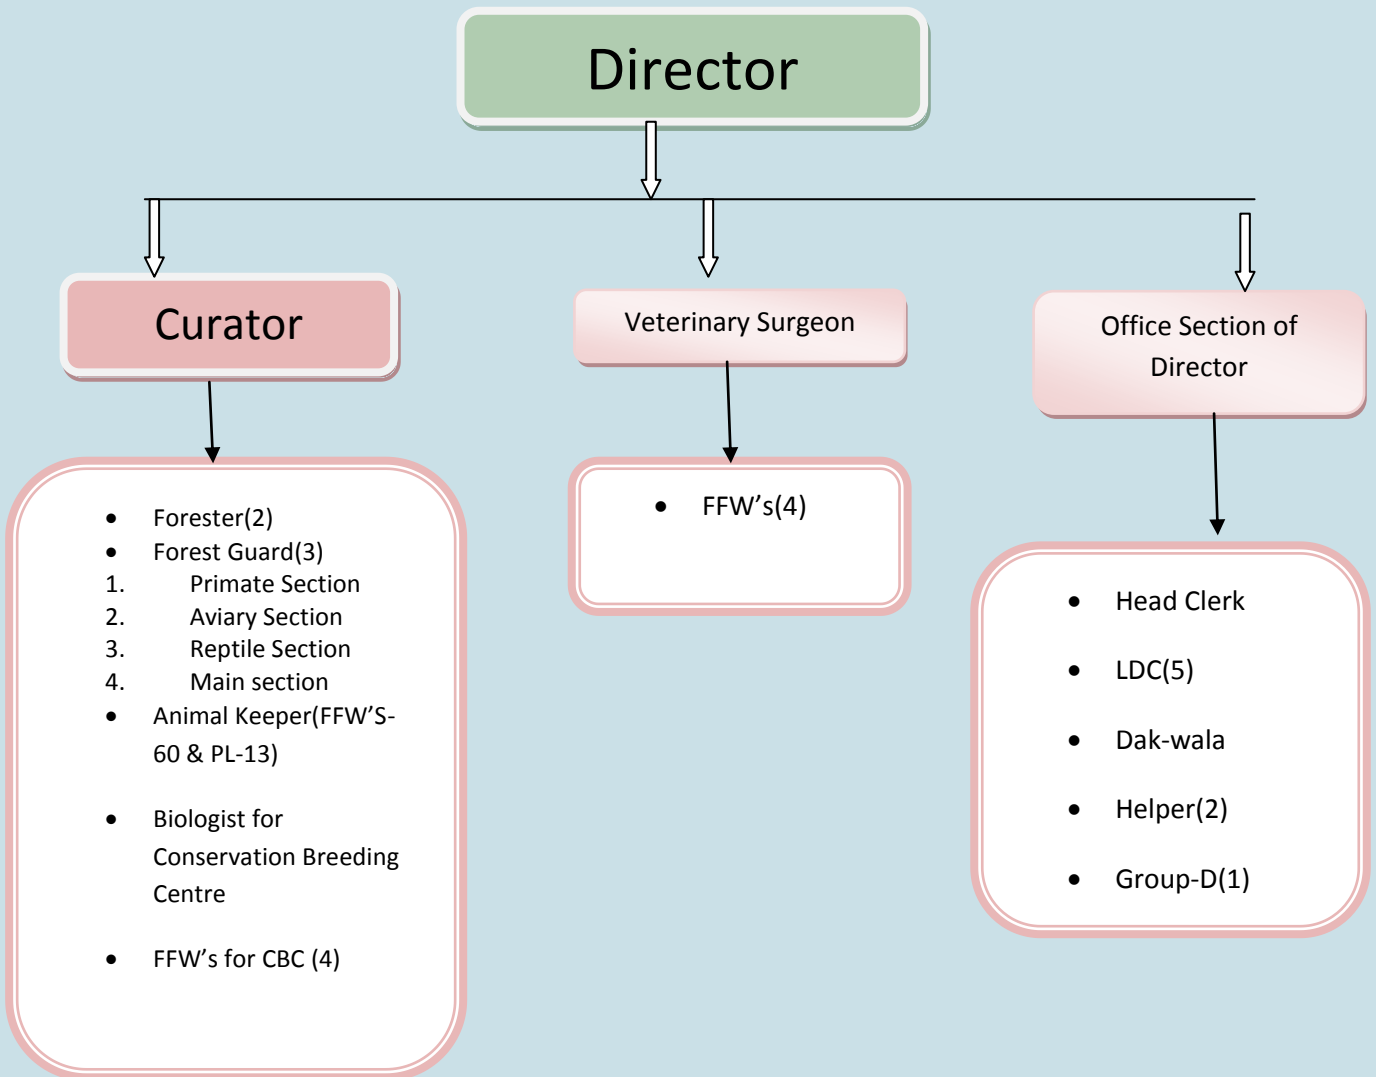 Director
Curator
Veterinary Surgeon
Office Section of
Director
• Forester(2)
• Forest Guard(3)
1. Primate Section
2. Aviary Section
3. Reptile Section
4. Main section
• Animal Keeper(FFW’S-
60 & PL-13)
• Biologist for
Conservation Breeding
Centre
• FFW’s for CBC (4)
• FFW’s(4)
• Head Clerk
• LDC(5)
• Dak-wala
• Helper(2)
• Group-D(1)